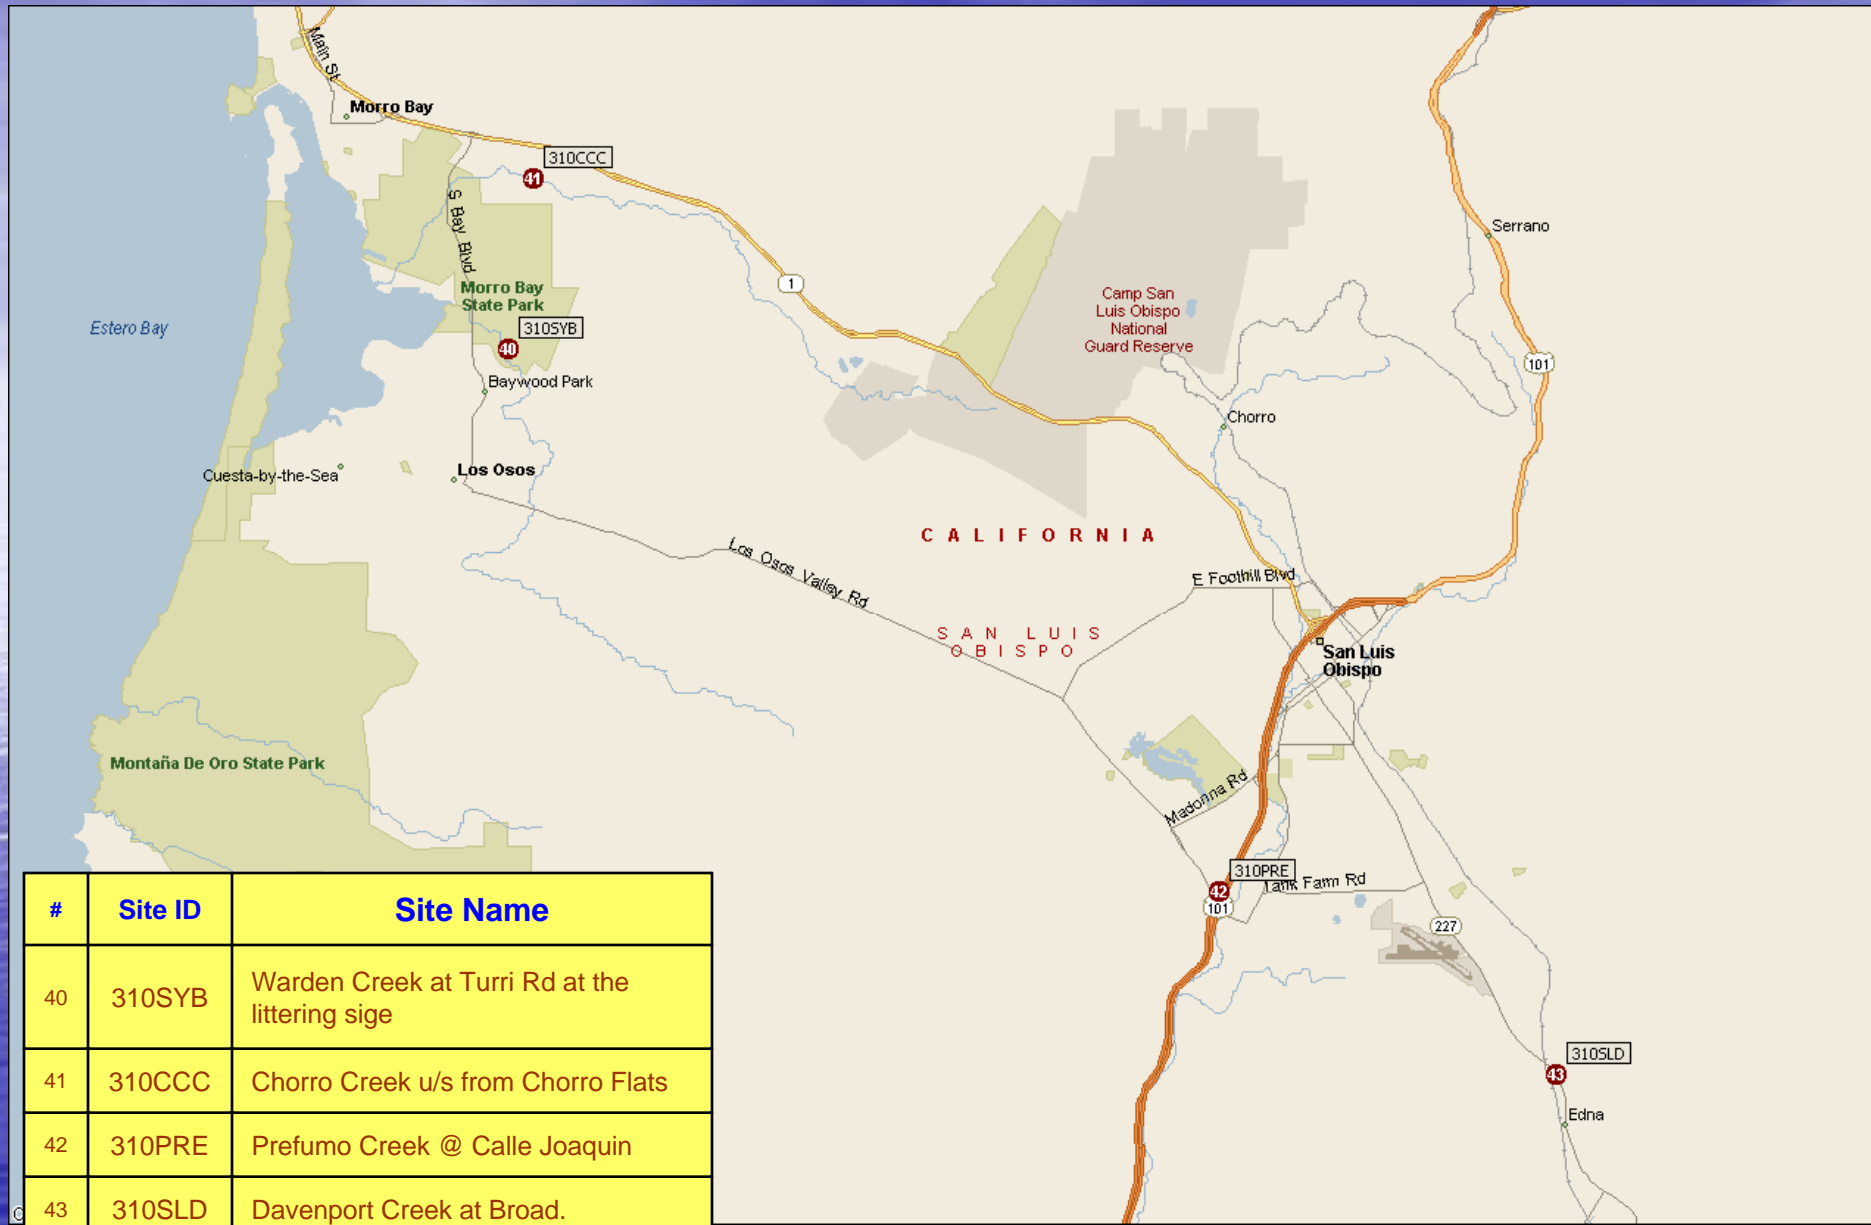 Main St
Morro Bay
310CCC
41
S Bay Blvd
Morro Bay
State Park
310SYB
40
Estero Bay
Baywood Park
Cuesta-by-the-Sea
Los Osos
1
Camp San
Luis Obispo
National
Guard Reserve
Serrano
101
Chorro
CALIFORNIA
Los Osos Valley Rd
E Foothill Blvd
SAN LUIS
OBISPO
San Luis
Obispo
Montaña De Oro State Park
Madonna Rd
310PRE
42
101
Tank Farm Rd
227
310SLD
43
Edna
# Site ID Site Name
40 310SYB Warden Creek at Turri Rd at the
littering sige
41 310CCC Chorro Creek u/s from Chorro Flats
42 310PRE Prefumo Creek @ Calle Joaquin
43 310SLD Davenport Creek at Broad.